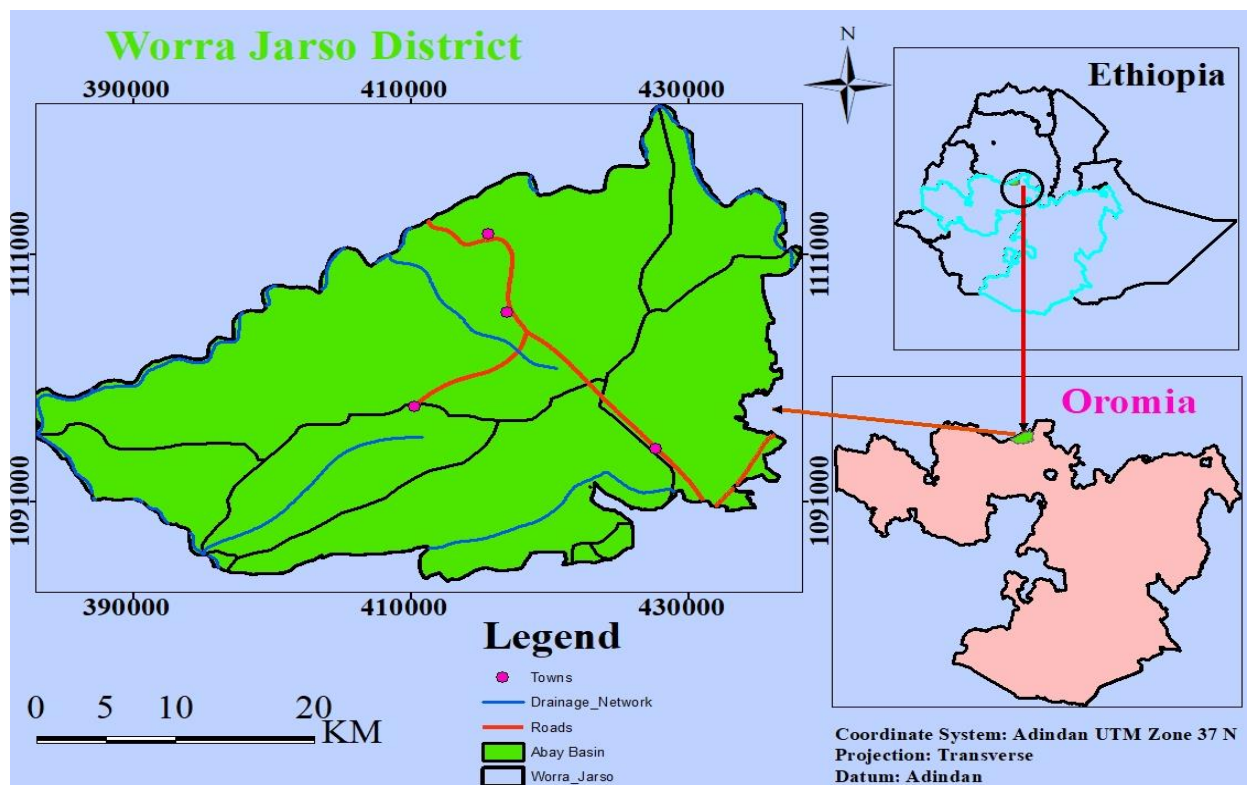 Worra Jarso District
N
Ethiopia
390000 410000 430000
1111000
1111000
1091000
1091000
390000 410000 430000
Oromia
Legend
Towns
Drainage_Network
Roads
Abay Basin
Worra_Jarso
0 5 10 20
KM
Coordinate System: Adindan UTM Zone 37 N
Projection: Transverse
Datum: Adindan